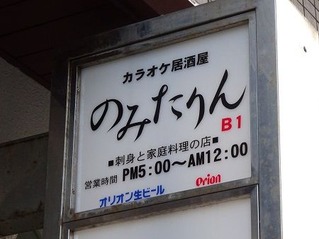 カラオケ居酒屋
のみたりん
B1
■刺身と家庭料理の店■
営業時間 PM5:00〜AM12:00
オリオン生ビール Orion